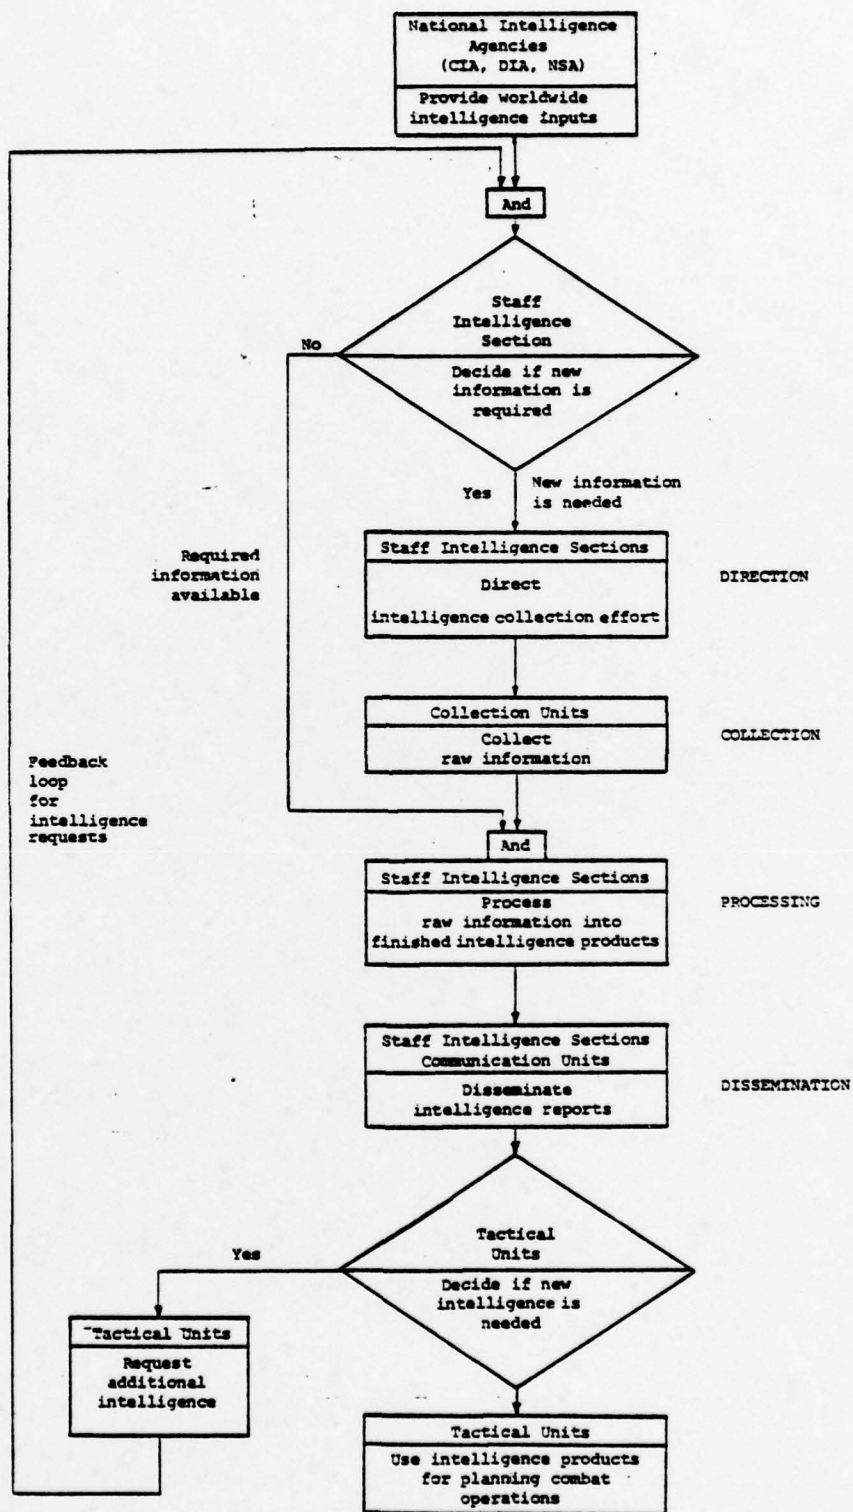 National Intelligence
Agencies
(CIA, DIA, NSA)
Provide worldwide
intelligence inputs
And
Staff
Intelligence
Section
No
Decide if new
information is
required
Yes
New information
is needed
Staff Intelligence Sections
Direct
intelligence collection effort
DIRECTION
Required
information
available
Collection Units
Collect
raw information
COLLECTION
Feedback
loop
for
intelligence
requests
And
Staff Intelligence Sections
Process
raw information into
finished intelligence products
PROCESSING
Staff Intelligence Sections
Communication Units
Disseminate
intelligence reports
DISSEMINATION
Tactical
Units
Yes
Decide if new
intelligence is
needed
Tactical Units
Request
additional
intelligence
Tactical Units
Use intelligence products
for planning combat
operations